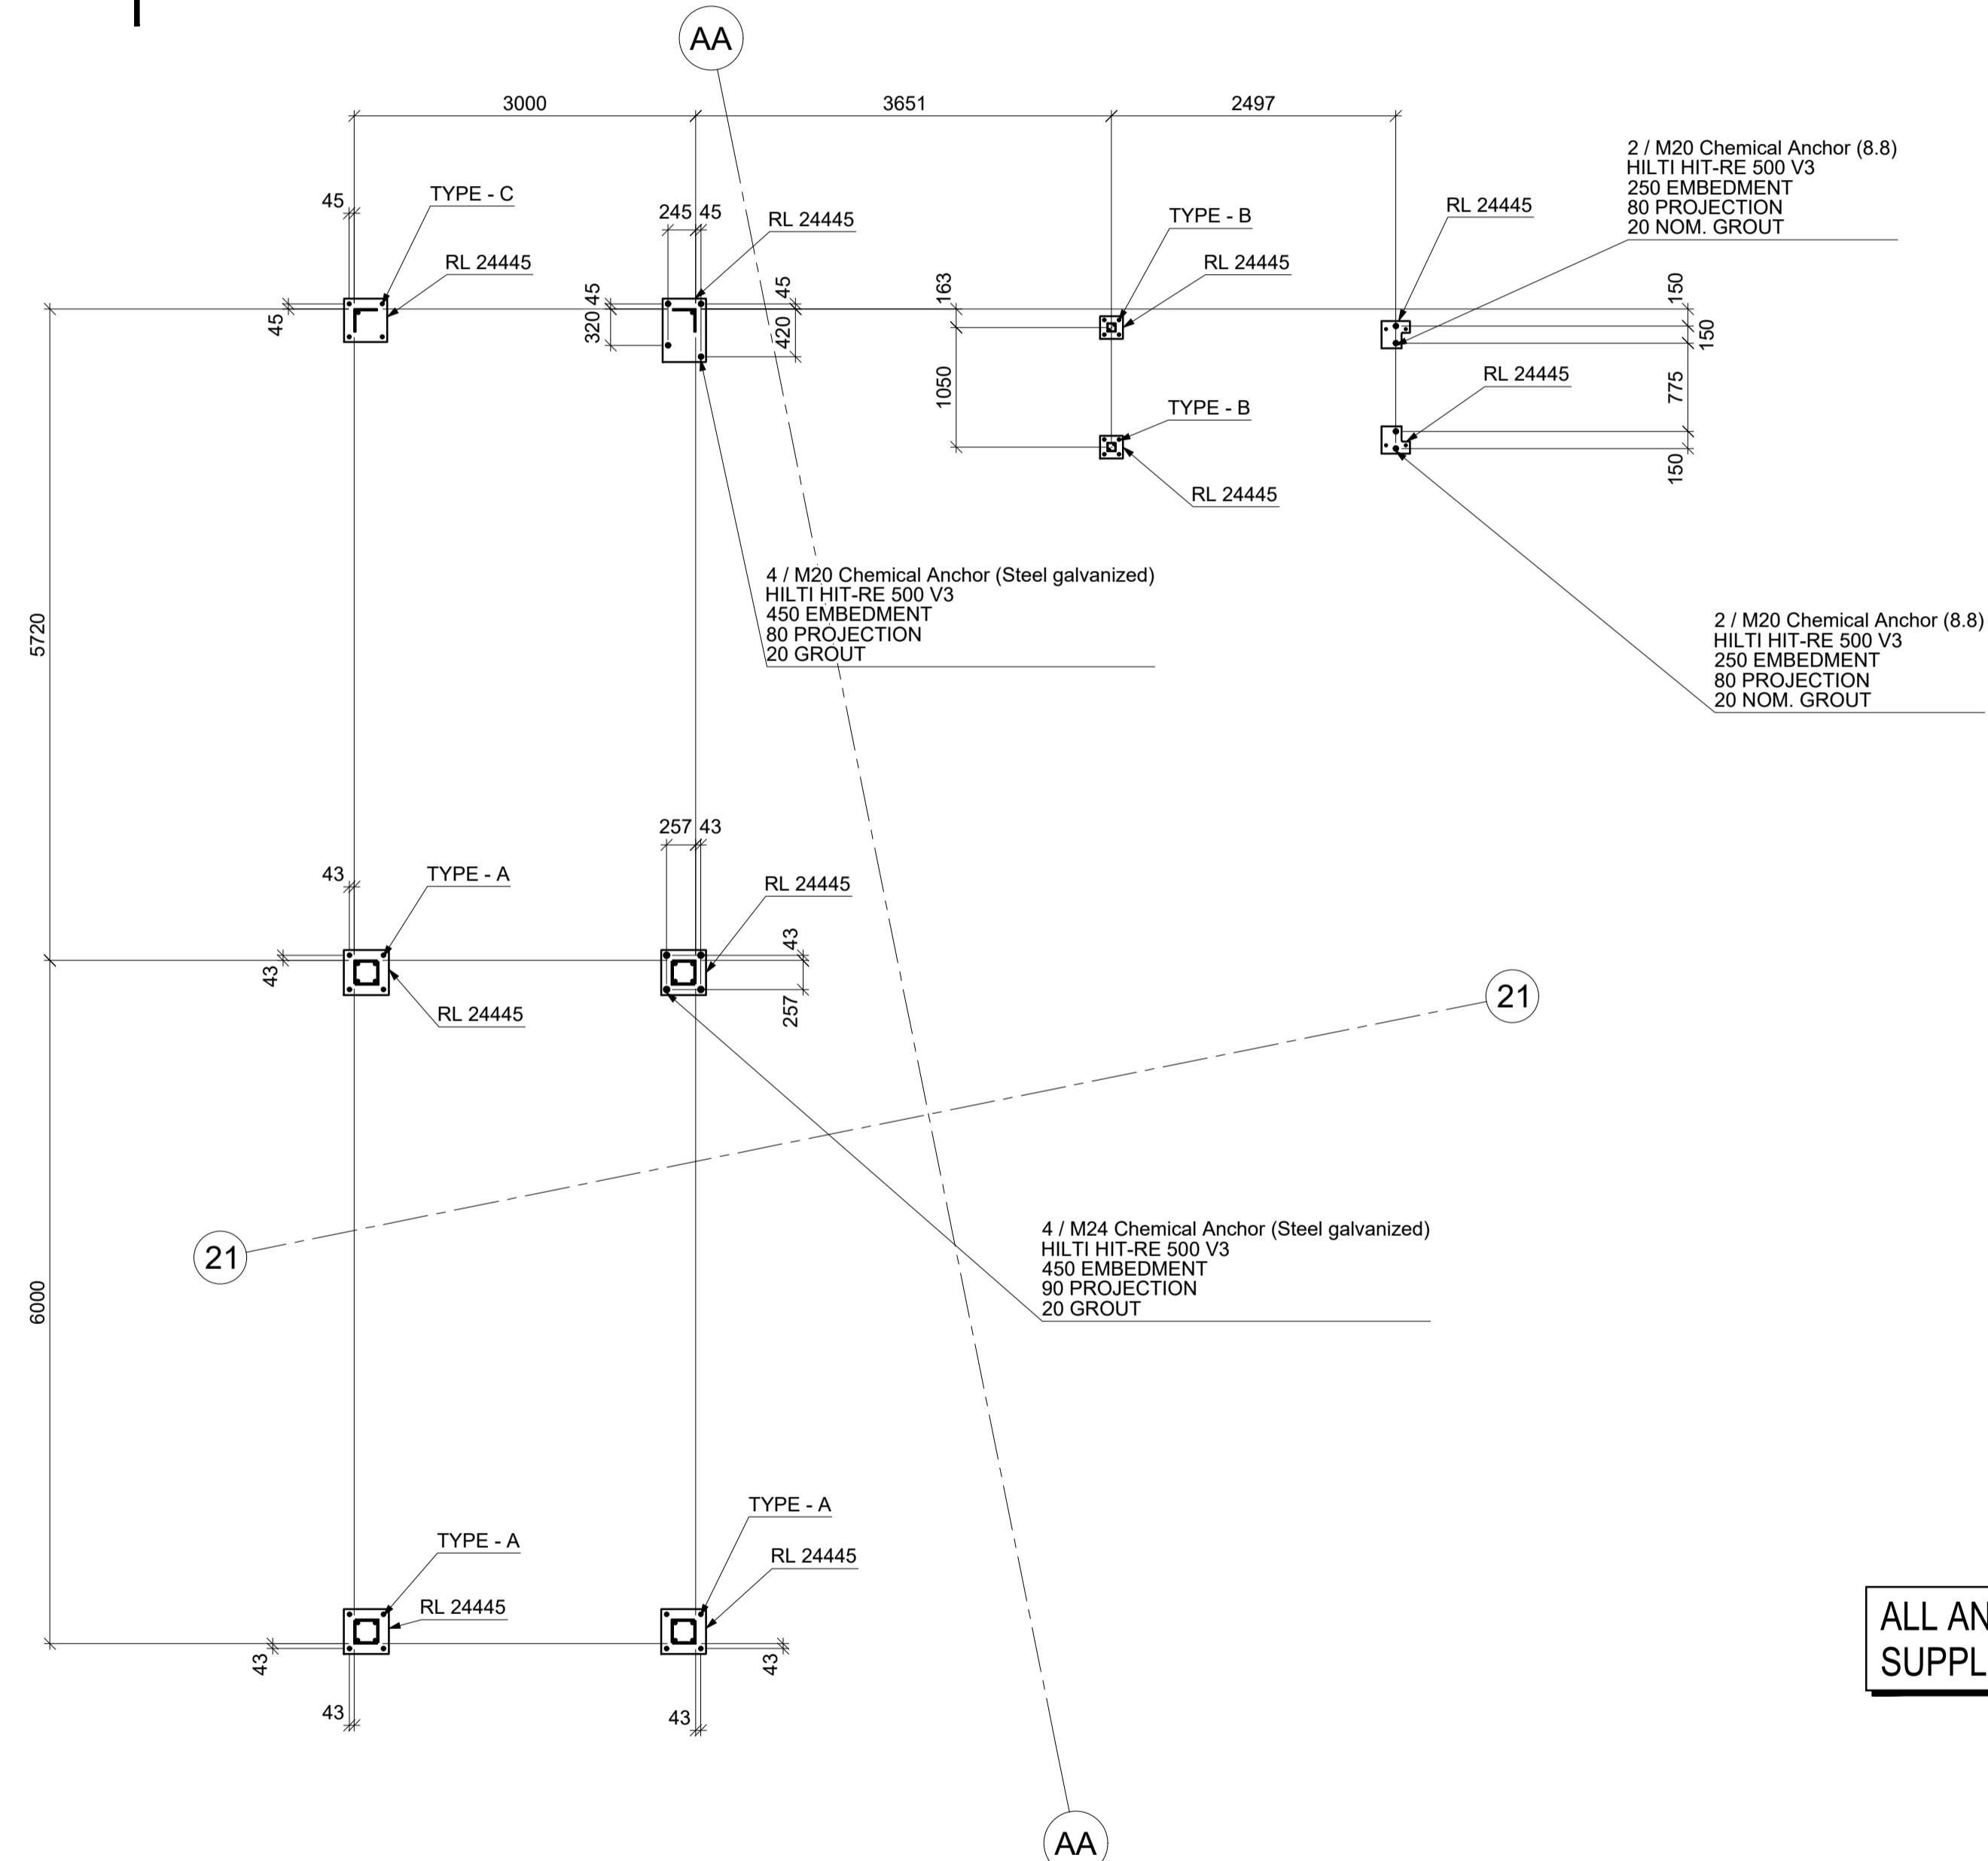 AA
3000
3651
2497
2 / M20 Chemical Anchor (8.8)
HILTI HIT-RE 500 V3
250 EMBEDMENT
80 PROJECTION
20 NOM. GROUT
45
TYPE - C
RL 24445
45
245
45
RL 24445
45
320
45
420
TYPE - B
RL 24445
163
1050
TYPE - B
RL 24445
RL 24445
RL 24445
150
150
775
150
4 / M20 Chemical Anchor (Steel galvanized)
HILTI HIT-RE 500 V3
450 EMBEDMENT
80 PROJECTION
20 GROUT
2 / M20 Chemical Anchor (8.8)
HILTI HIT-RE 500 V3
250 EMBEDMENT
80 PROJECTION
20 NOM. GROUT
5720
43
TYPE - A
43
RL 24445
257
43
RL 24445
43
257
21
21
4 / M24 Chemical Anchor (Steel galvanized)
HILTI HIT-RE 500 V3
450 EMBEDMENT
90 PROJECTION
20 GROUT
6000
TYPE - A
RL 24445
43
43
TYPE - A
RL 24445
43
43
ALL AN
SUPPL
AA